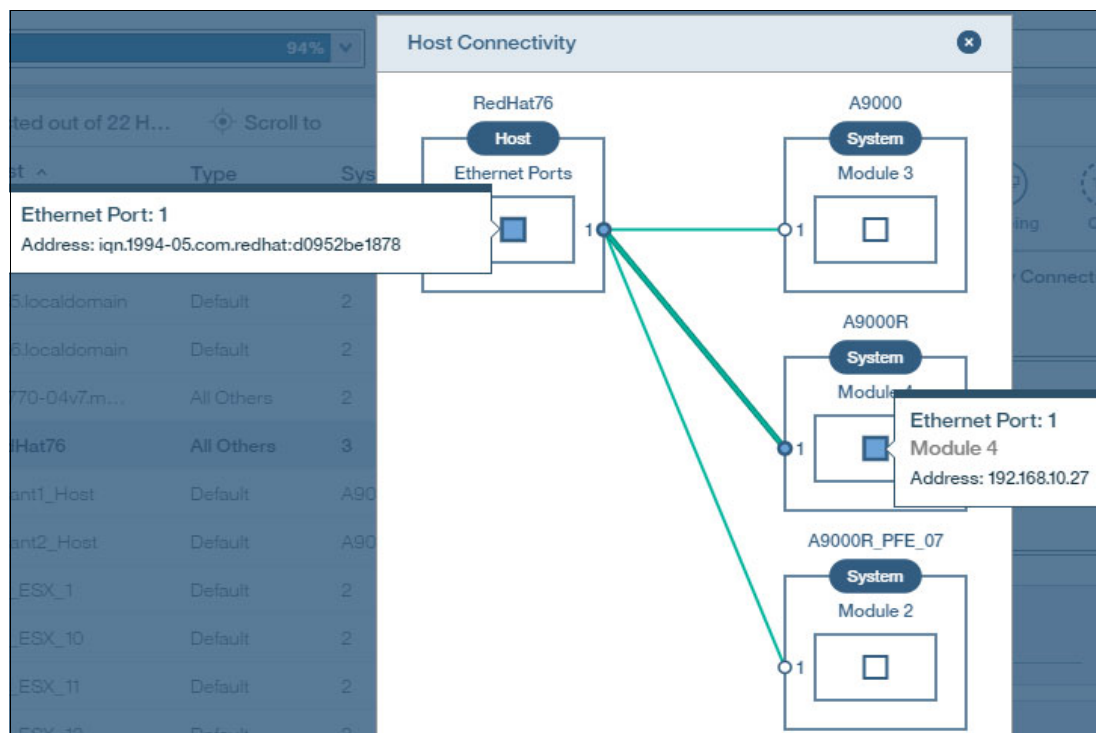 94%
Host Connectivity
cted out of 22 H... Scroll to
st Type Sys
RedHat76
Host
Ethernet Ports
1
Ethernet Port: 1
Address: iqn.1994-05.com.redhat:d0952be1878
A9000
System
Module 3
1
A9000R
System
Module
1
Ethernet Port: 1
Module 4
Address: 192.168.10.27
A9000R_PFE_07
System
Module 2
1
ing
Connect
5.localdomain Default 2
6.localdomain Default 2
770-04v7.m... All Others 2
dHat76 All Others 3
ant1_Host Default A90
ant2_Host Default A90
_ESX_1 Default 2
_ESX_10 Default 2
_ESX_11 Default 2